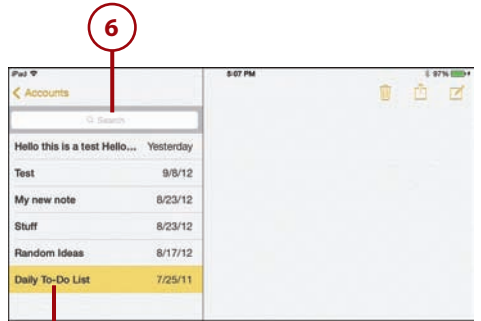 6
iPad 5:07 PM 97%
Accounts
Search
Hello this is a test Hello... Yesterday
Test 9/8/12
My new note 8/23/12
Stuff 8/23/12
Random Ideas 8/17/12
Daily To-Do List 7/25/11